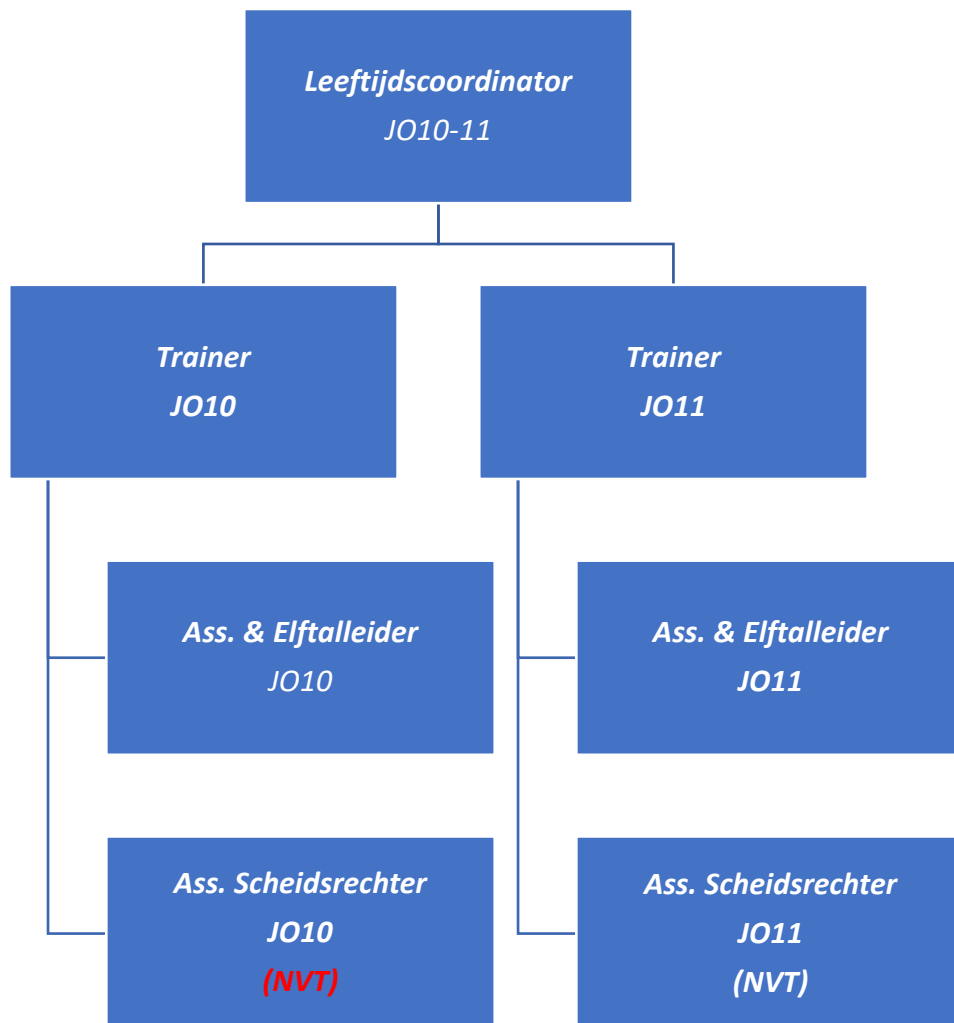 Leeftijdscoordinator
JO10-11
Trainer
JO10
Trainer
JO11
Ass. & Elftalleider
JO10
Ass. & Elftalleider
JO11
Ass. Scheidsrechter
JO10
(NVT)
Ass. Scheidsrechter
JO11
(NVT)